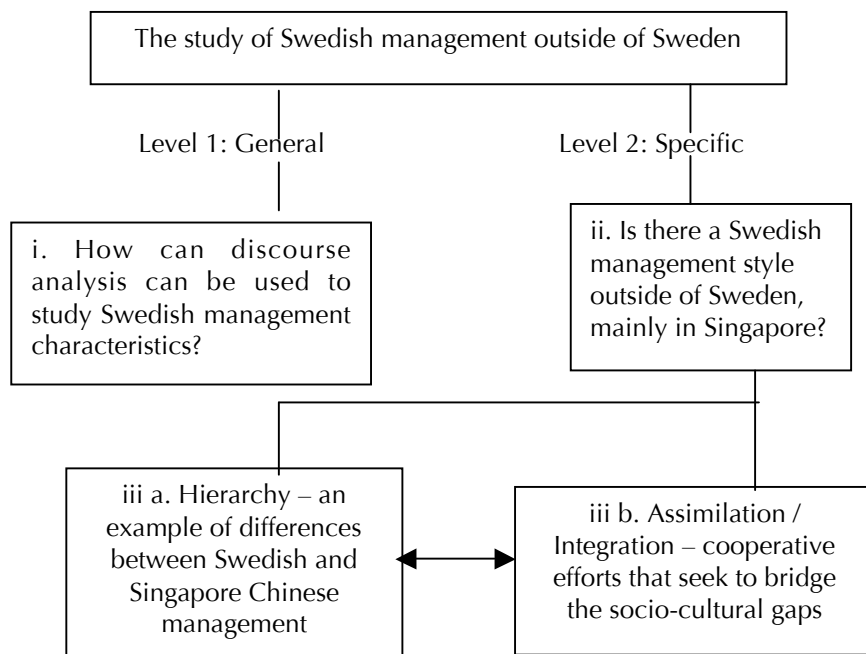 The study of Swedish management outside of Sweden
Level 1: General
Level 2: Specific
i. How can discourse
analysis can be used to
study Swedish management
characteristics?
ii. Is there a Swedish
management style
outside of Sweden,
mainly in Singapore?
iii a. Hierarchy – an
example of differences
between Swedish and
Singapore Chinese
management
iii b. Assimilation /
Integration – cooperative
efforts that seek to bridge
the socio-cultural gaps